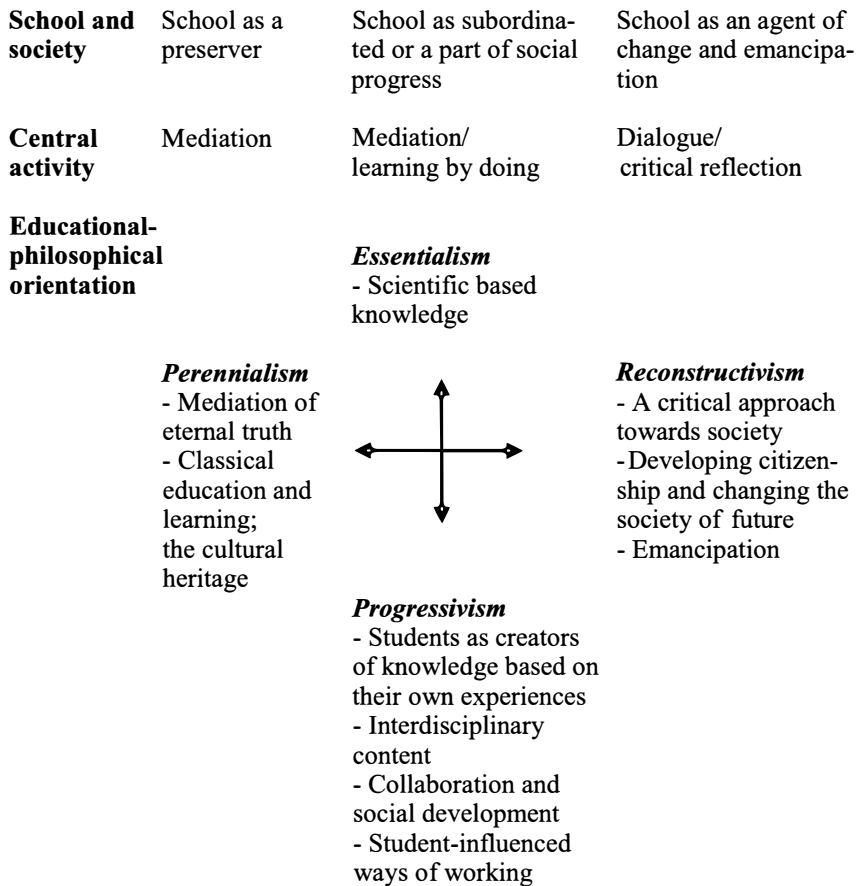 School and society
School as a preserver
School as subordina-
ted or a part of social
progress
School as an agent of
change and emancipa-
tion
Central
activity
Mediation
Mediation/
learning by doing
Dialogue/
critical reflection
Educational-
philosophical
orientation
Essentialism
- Scientific based
knowledge
Perennialism
- Mediation of
eternal truth
- Classical
education and
learning;
the cultural
heritage
Reconstructivism
- A critical approach
towards society
-Developing citizen-
ship and changing the
society of future
- Emancipation
Progressivism
- Students as creators
of knowledge based on
their own experiences
- Interdisciplinary
content
- Collaboration and
social development
- Student-influenced
ways of working